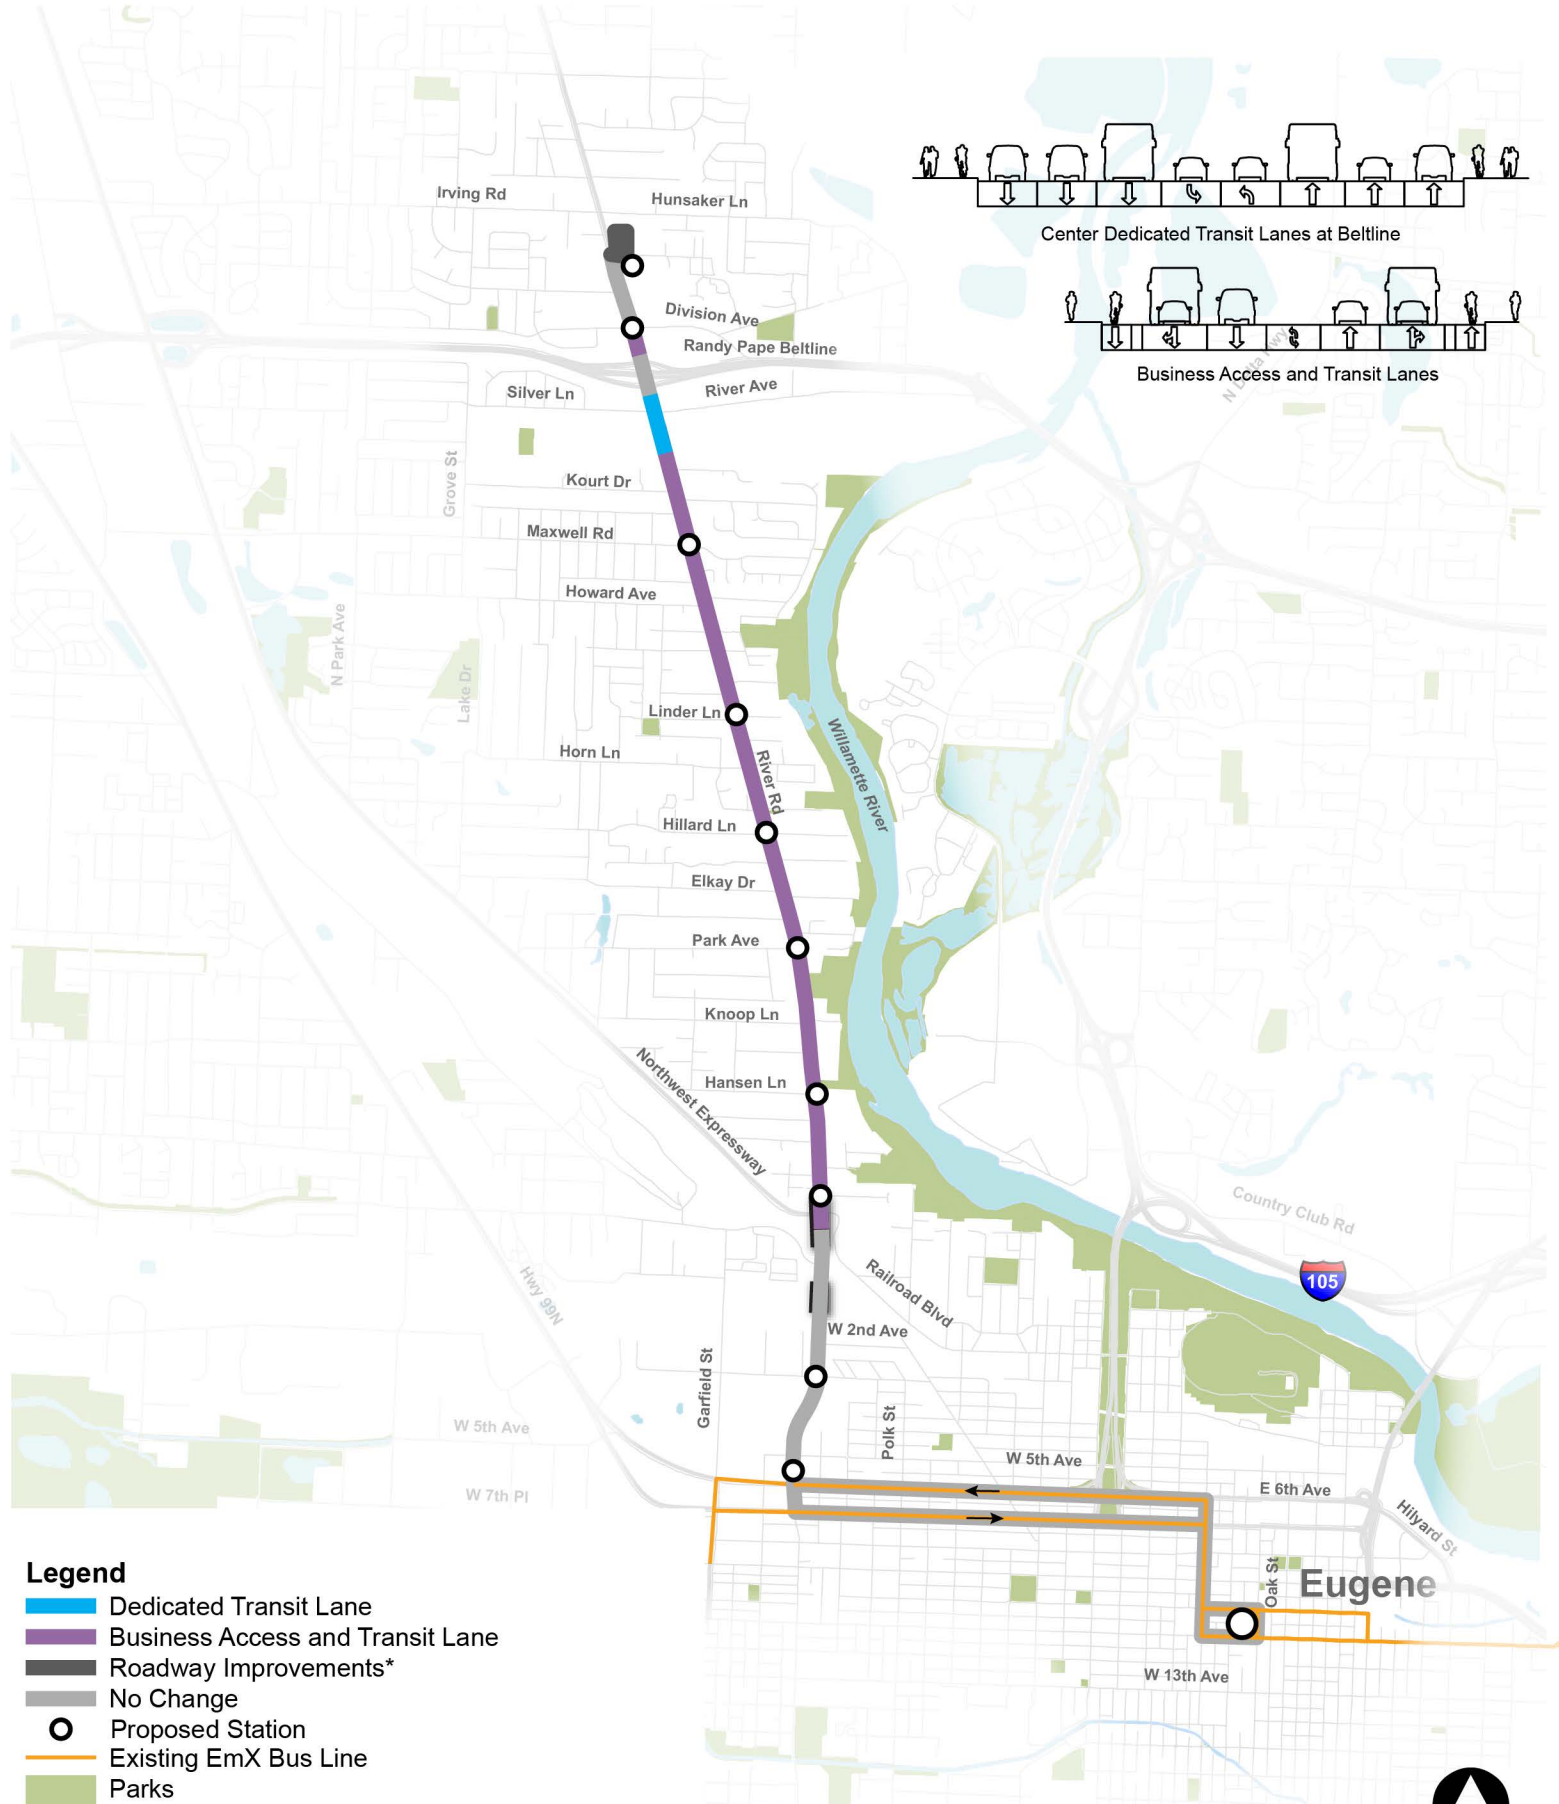 Irving Rd
Hunsaker Ln
Center Dedicated Transit Lanes at Beltline
Division Ave
Randy Pape Beltline
Business Access and Transit Lanes
Silver Ln
River Ave
N Delta Hwy
Grove St
Kourt Dr
Maxwell Rd
Howard Ave
N Park Ave
Lake Dr
Linder Ln
Horn Ln
River Rd
Willamette River
Hillard Ln
Elkay Dr
Park Ave
Knoop Ln
Northwest Expressway
Hansen Ln
Country Club Rd
Hwy 99N
Railroad Blvd
105
W 2nd Ave
Garfield St
Polk St
W 5th Ave
W 5th Ave
W 7th Pl
E 6th Ave
Hilyard St
Oak St
Eugene
W 13th Ave
Legend
Dedicated Transit Lane
Business Access and Transit Lane
Roadway Improvements*
No Change
Proposed Station
Existing EmX Bus Line
Parks